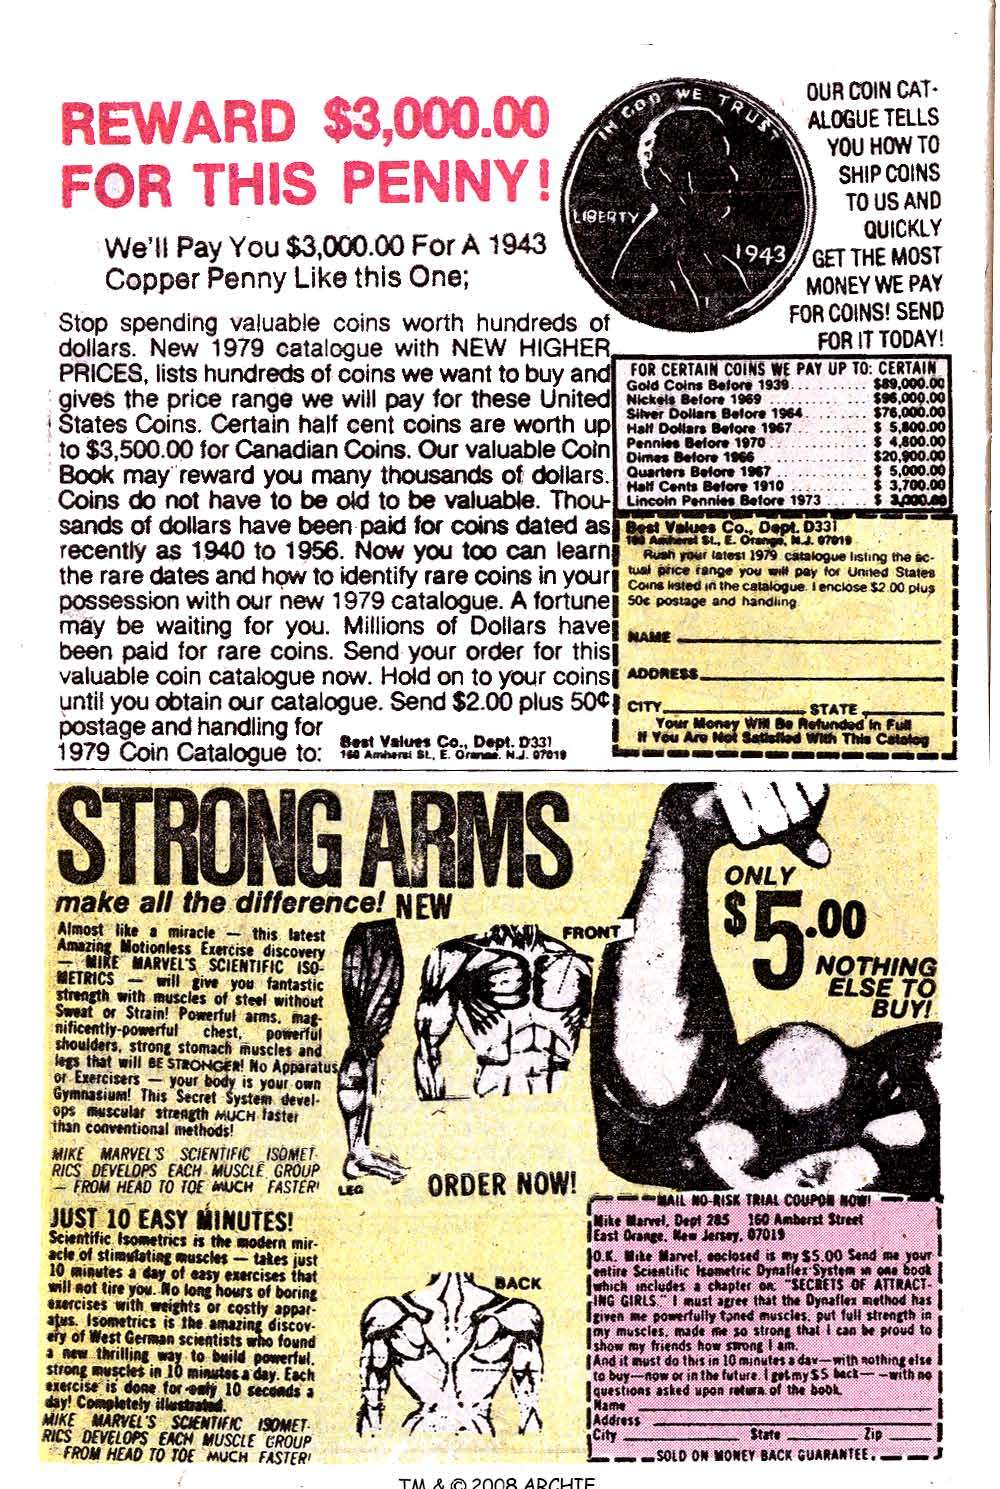 REWARD $3,000.00
FOR THIS PENNY!
We'll Pay You $3,000.00 For A 1943
Copper Penny Like this One;
IN GOD WE TRUST
LIBERTY
1943
OUR COIN CAT-
ALOGUE TELLS
YOU HOW TO
SHIP COINS
TO US AND
QUICKLY
GET THE MOST
MONEY WE PAY
FOR COINS! SEND
FOR IT TODAY!
Stop spending valuable coins worth hundreds of
dollars. New 1979 catalogue with NEW HIGHER
PRICES, lists hundreds of coins we want to buy and
gives the price range we will pay for these United
States Coins. Certain half cent coins are worth up
to $3,500.00 for Canadian Coins. Our valuable Coin
Book may reward you many thousands of dollars.
Coins do not have to be old to be valuable. Thou-
sands of dollars have been paid for coins dated as
recently as 1940 to 1956. Now you too can learn
the rare dates and how to identify rare coins in your
possession with our new 1979 catalogue. A fortune
may be waiting for you. Millions of Dollars have
been paid for rare coins. Send your order for this
valuable coin catalogue now. Hold on to your coins
until you obtain our catalogue. Send $2.00 plus 50¢
postage and handling for
1979 Coin Catalogue to:
Best Values Co., Dept. D331
160 Amherst St., E. Orange, N.J. 07019
FOR CERTAIN COINS WE PAY UP TO: CERTAIN
Gold Coins Before 1939 ........... $89,000.00
Nickels Before 1969 ............. $96,000.00
Silver Dollars Before 1964 ........ $76,000.00
Half Dollars Before 1967 .......... $ 5,800.00
Pennies Before 1970 ............. $ 4,800.00
Dimes Before 1966 .............. $20,900.00
Quarters Before 1967 ............ $ 5,000.00
Half Cents Before 1910 ........... $ 3,700.00
Lincoln Pennies Before 1973 ....... $ 3,000.00
Best Values Co., Dept. D331
160 Amherst St., E. Orange, N.J. 07019
Rush your latest 1979 catalogue listing the ac-
tual price range you will pay for United States
Coins listed in the catalogue. I enclose $2.00 plus
50¢ postage and handling.
NAME
ADDRESS
CITY STATE
Your Money Will Be Refunded In Full
If You Are Not Satisfied With This Catalog
STRONG ARMS
make all the difference! NEW
Almost like a miracle — this latest
Amazing Motionless Exercise discovery
— MIKE MARVEL'S SCIENTIFIC ISO-
METRICS — will give you fantastic
strength with muscles of steel without
Sweat or Strain! Powerful arms, mag-
nificently-powerful chest, powerful
shoulders, strong stomach muscles and
legs that will BE STRONGER! No Apparatus
or Exercisers — your body is your own
Gymnasium! This Secret System devel-
ops muscular strength MUCH faster
than conventional methods!
MIKE MARVEL'S SCIENTIFIC ISOMET-
RICS DEVELOPS EACH MUSCLE GROUP
— FROM HEAD TO TOE MUCH FASTER!
JUST 10 EASY MINUTES!
Scientific Isometrics is the modern mir-
acle of stimulating muscles — takes just
10 minutes a day of easy exercises that
will not tire you. No long hours of boring
exercises with weights or costly appar-
atus. Isometrics is the amazing discov-
ery of West German scientists who found
a new thrilling way to build powerful,
strong muscles in 10 minutes a day. Each
exercise is done for only 10 seconds a
day! Completely illustrated.
MIKE MARVEL'S SCIENTIFIC ISOMET-
RICS DEVELOPS EACH MUSCLE GROUP
— FROM HEAD TO TOE MUCH FASTER!
FRONT
LEG
ORDER NOW!
BACK
ONLY
$5.00
NOTHING
ELSE TO
BUY!
MAIL NO-RISK TRIAL COUPON NOW!
Mike Marvel, Dept 285 160 Amherst Street
East Orange, New Jersey, 07019
O.K. Mike Marvel, enclosed is my $5.00 Send me your
entire Scientific Isometric Dynaflex System in one book
which includes a chapter on "SECRETS OF ATTRACT-
ING GIRLS." I must agree that the Dynaflex method has
given me powerfully toned muscles, put full strength in
my muscles, made me so strong that I can be proud to
show my friends how strong I am.
And it must do this in 10 minutes a day—with nothing else
to buy—now or in the future. I get my $5 back——with no
questions asked upon return of the book.
Name
Address
City State Zip
SOLD ON MONEY BACK GUARANTEE.
TM & © 2008 ARCHIE